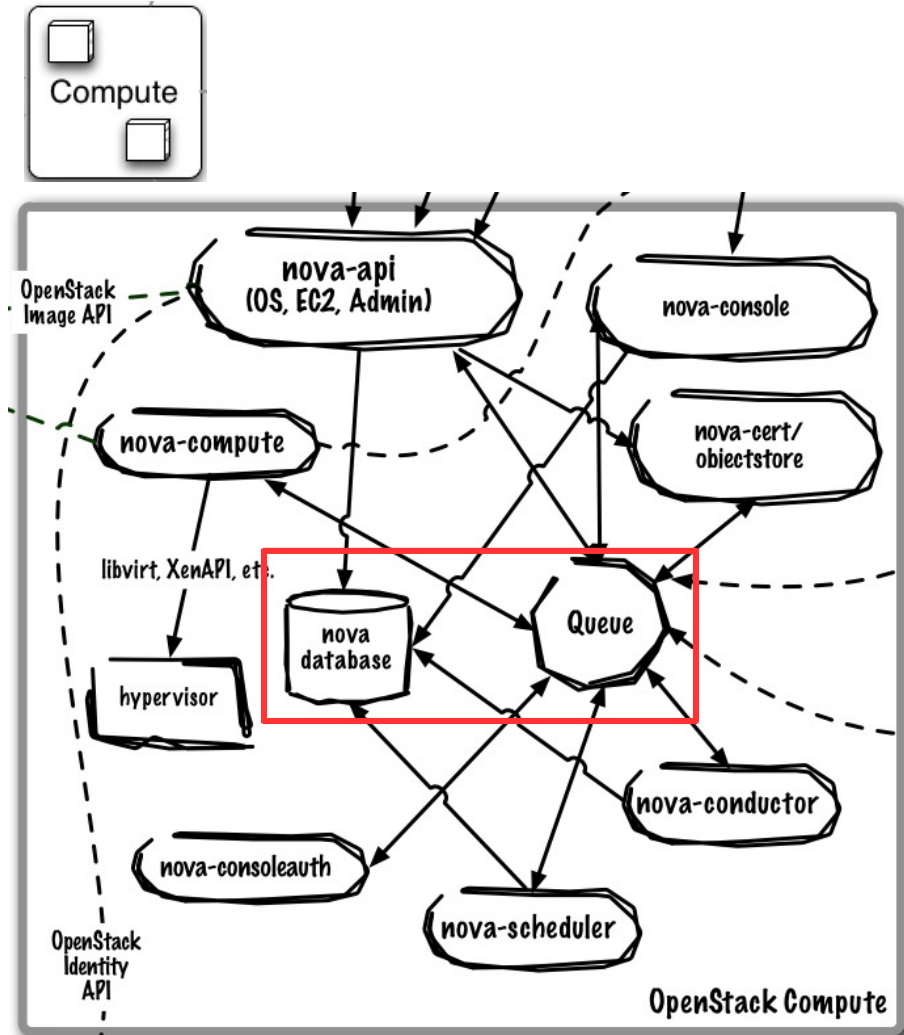 Compute
nova-api
(OS, EC2, Admin)
OpenStack
Image API
nova-console
nova-compute
nova-cert/
objectstore
libvirt, XenAPI, etc.
nova
database
Queue
hypervisor
nova-conductor
nova-consoleauth
nova-scheduler
OpenStack
Identity
API
OpenStack Compute